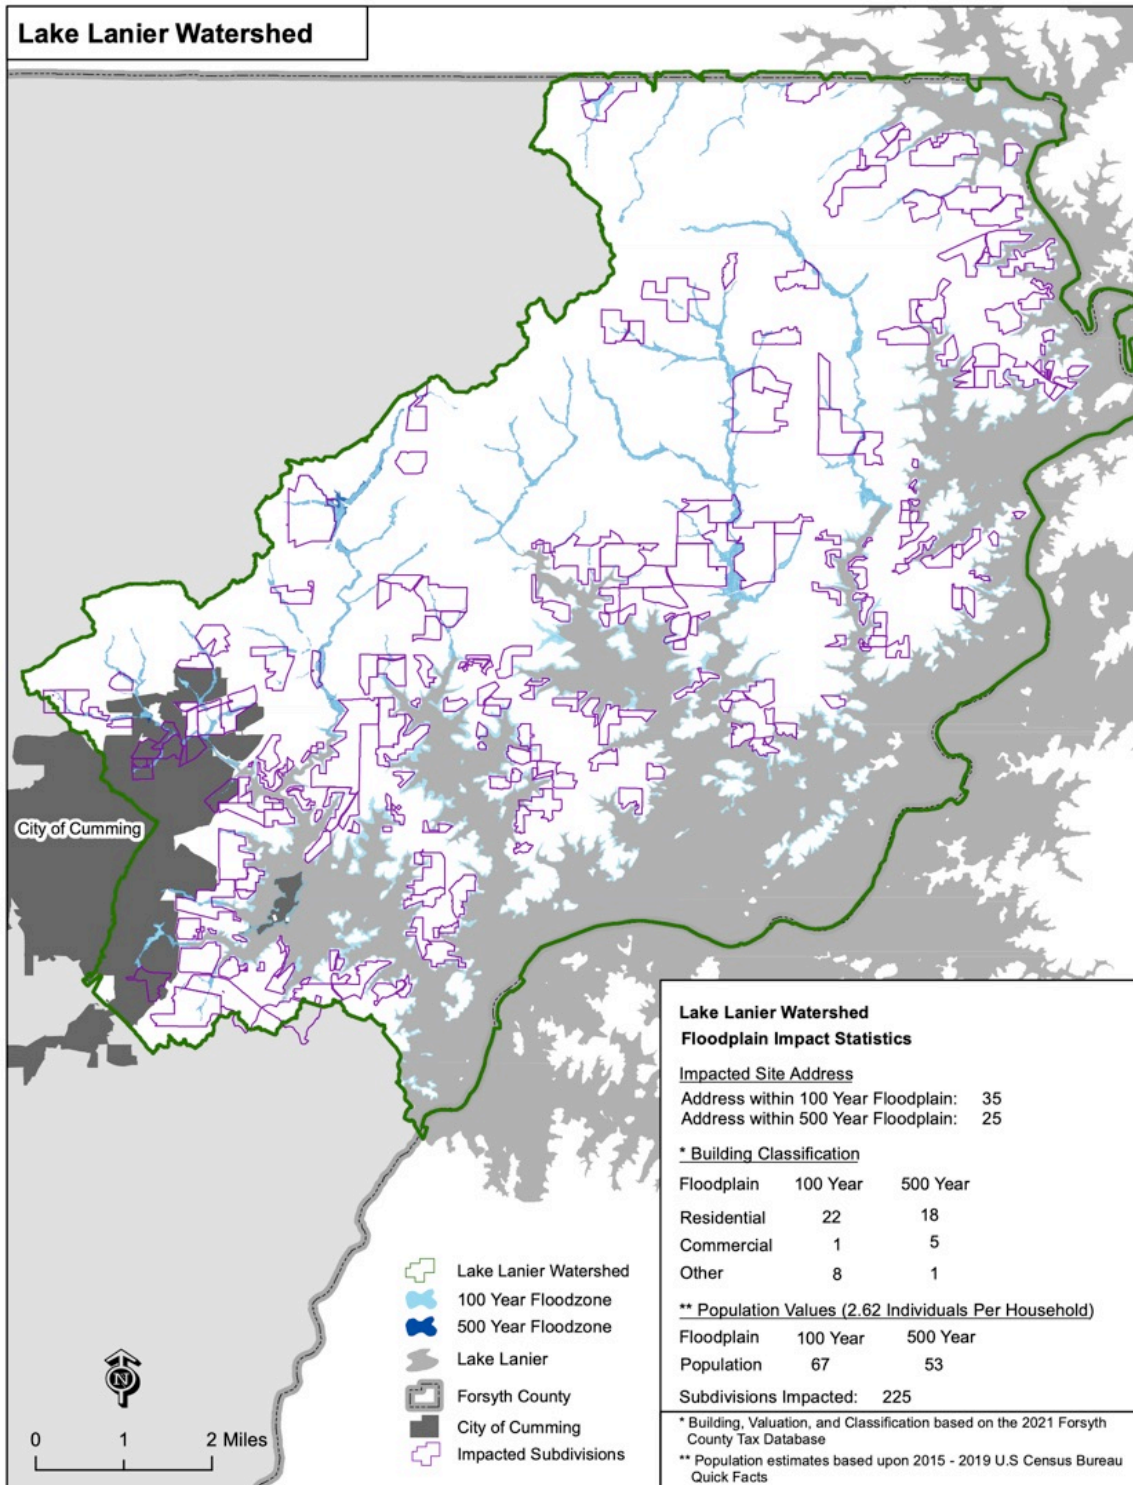 Lake Lanier Watershed
City of Cumming
Lake Lanier Watershed
Floodplain Impact Statistics
Impacted Site Address
Address within 100 Year Floodplain: 35
Address within 500 Year Floodplain: 25
* Building Classification
Floodplain 100 Year 500 Year
Residential 22 18
Commercial 1 5
Other 8 1
** Population Values (2.62 Individuals Per Household)
Floodplain 100 Year 500 Year
Population 67 53
Subdivisions Impacted: 225
* Building, Valuation, and Classification based on the 2021 Forsyth
County Tax Database
** Population estimates based upon 2015 - 2019 U.S Census Bureau
Quick Facts
Lake Lanier Watershed
100 Year Floodzone
500 Year Floodzone
Lake Lanier
Forsyth County
City of Cumming
Impacted Subdivisions
N
0 1 2 Miles